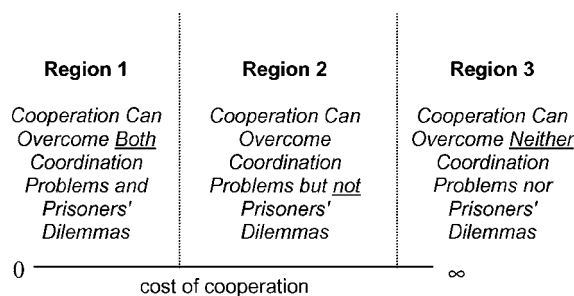 Region 1
Cooperation Can
Overcome Both
Coordination
Problems and
Prisoners'
Dilemmas
Region 2
Cooperation Can
Overcome
Coordination
Problems but not
Prisoners'
Dilemmas
Region 3
Cooperation Can
Overcome Neither
Coordination
Problems nor
Prisoners'
Dilemmas
0
∞
cost of cooperation